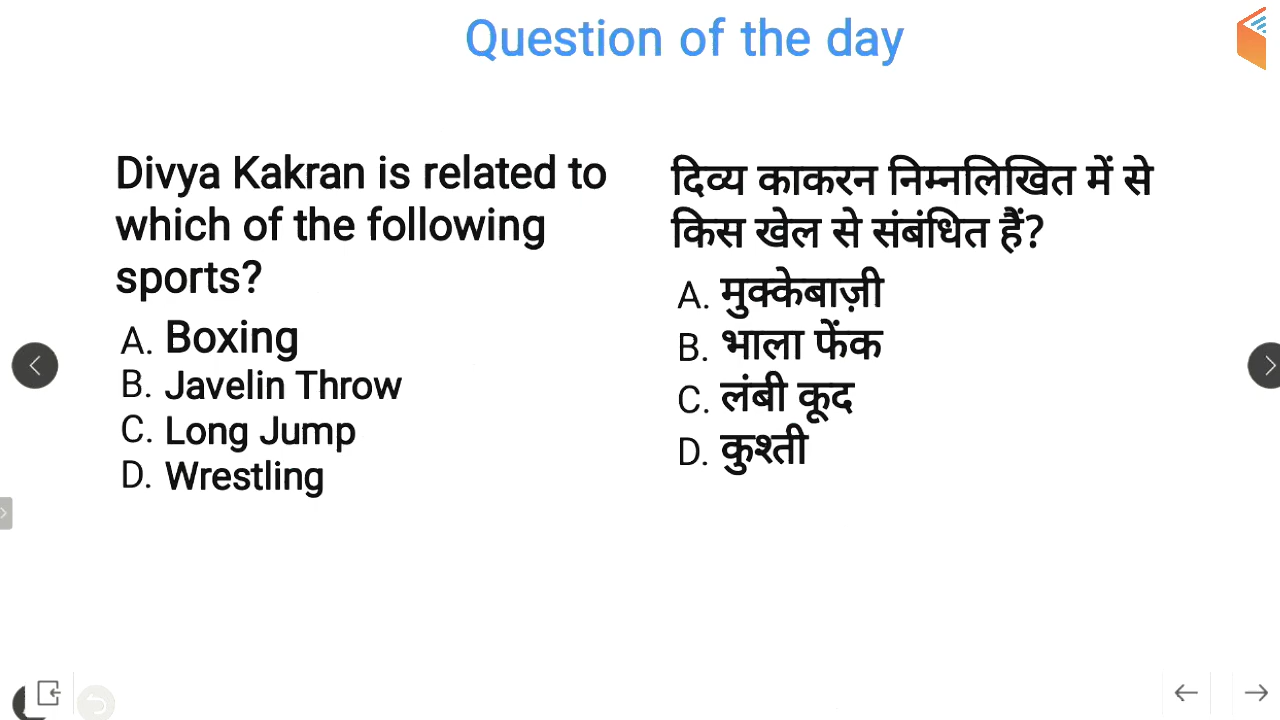 Question of the day
Divya Kakran is related to
which of the following
sports?
A. Boxing
B. Javelin Throw
C. Long Jump
D. Wrestling
दिव्य काकरन निम्नलिखित में से
किस खेल से संबंधित हैं?
A. मुक्केबाज़ी
B. भाला फेंक
C. लंबी कूद
D. कुश्ती